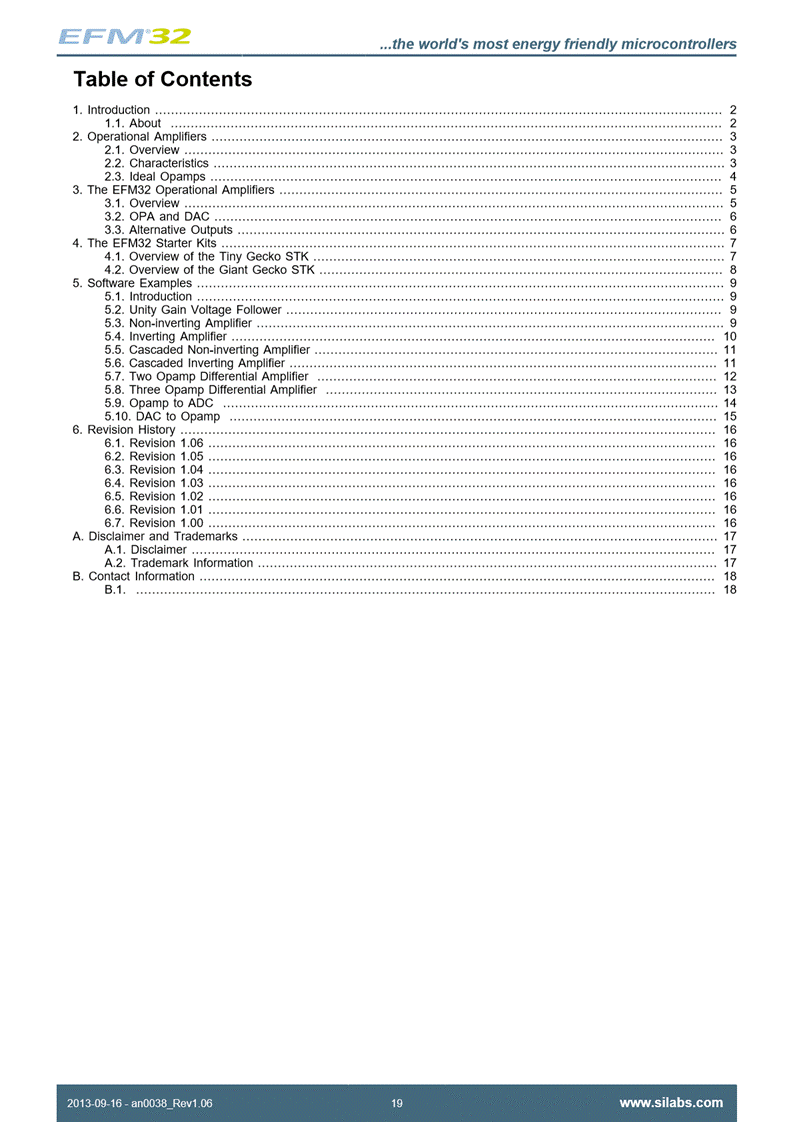 EFM®32
...the world's most energy friendly microcontrollers
Table of Contents
1. Introduction .................... 2
1.1. About .................... 2
2. Operational Amplifiers .................... 3
2.1. Overview .................... 3
2.2. Characteristics .................... 3
2.3. Ideal Opamps .................... 4
3. The EFM32 Operational Amplifiers .................... 5
3.1. Overview .................... 5
3.2. OPA and DAC .................... 6
3.3. Alternative Outputs .................... 6
4. The EFM32 Starter Kits .................... 7
4.1. Overview of the Tiny Gecko STK .................... 7
4.2. Overview of the Giant Gecko STK .................... 8
5. Software Examples .................... 9
5.1. Introduction .................... 9
5.2. Unity Gain Voltage Follower .................... 9
5.3. Non-inverting Amplifier .................... 9
5.4. Inverting Amplifier .................... 10
5.5. Cascaded Non-inverting Amplifier .................... 11
5.6. Cascaded Inverting Amplifier .................... 11
5.7. Two Opamp Differential Amplifier .................... 12
5.8. Three Opamp Differential Amplifier .................... 13
5.9. Opamp to ADC .................... 14
5.10. DAC to Opamp .................... 15
6. Revision History .................... 16
6.1. Revision 1.06 .................... 16
6.2. Revision 1.05 .................... 16
6.3. Revision 1.04 .................... 16
6.4. Revision 1.03 .................... 16
6.5. Revision 1.02 .................... 16
6.6. Revision 1.01 .................... 16
6.7. Revision 1.00 .................... 16
A. Disclaimer and Trademarks .................... 17
A.1. Disclaimer .................... 17
A.2. Trademark Information .................... 17
B. Contact Information .................... 18
B.1. .................... 18
2013-09-16 - an0038_Rev1.06
19
www.silabs.com